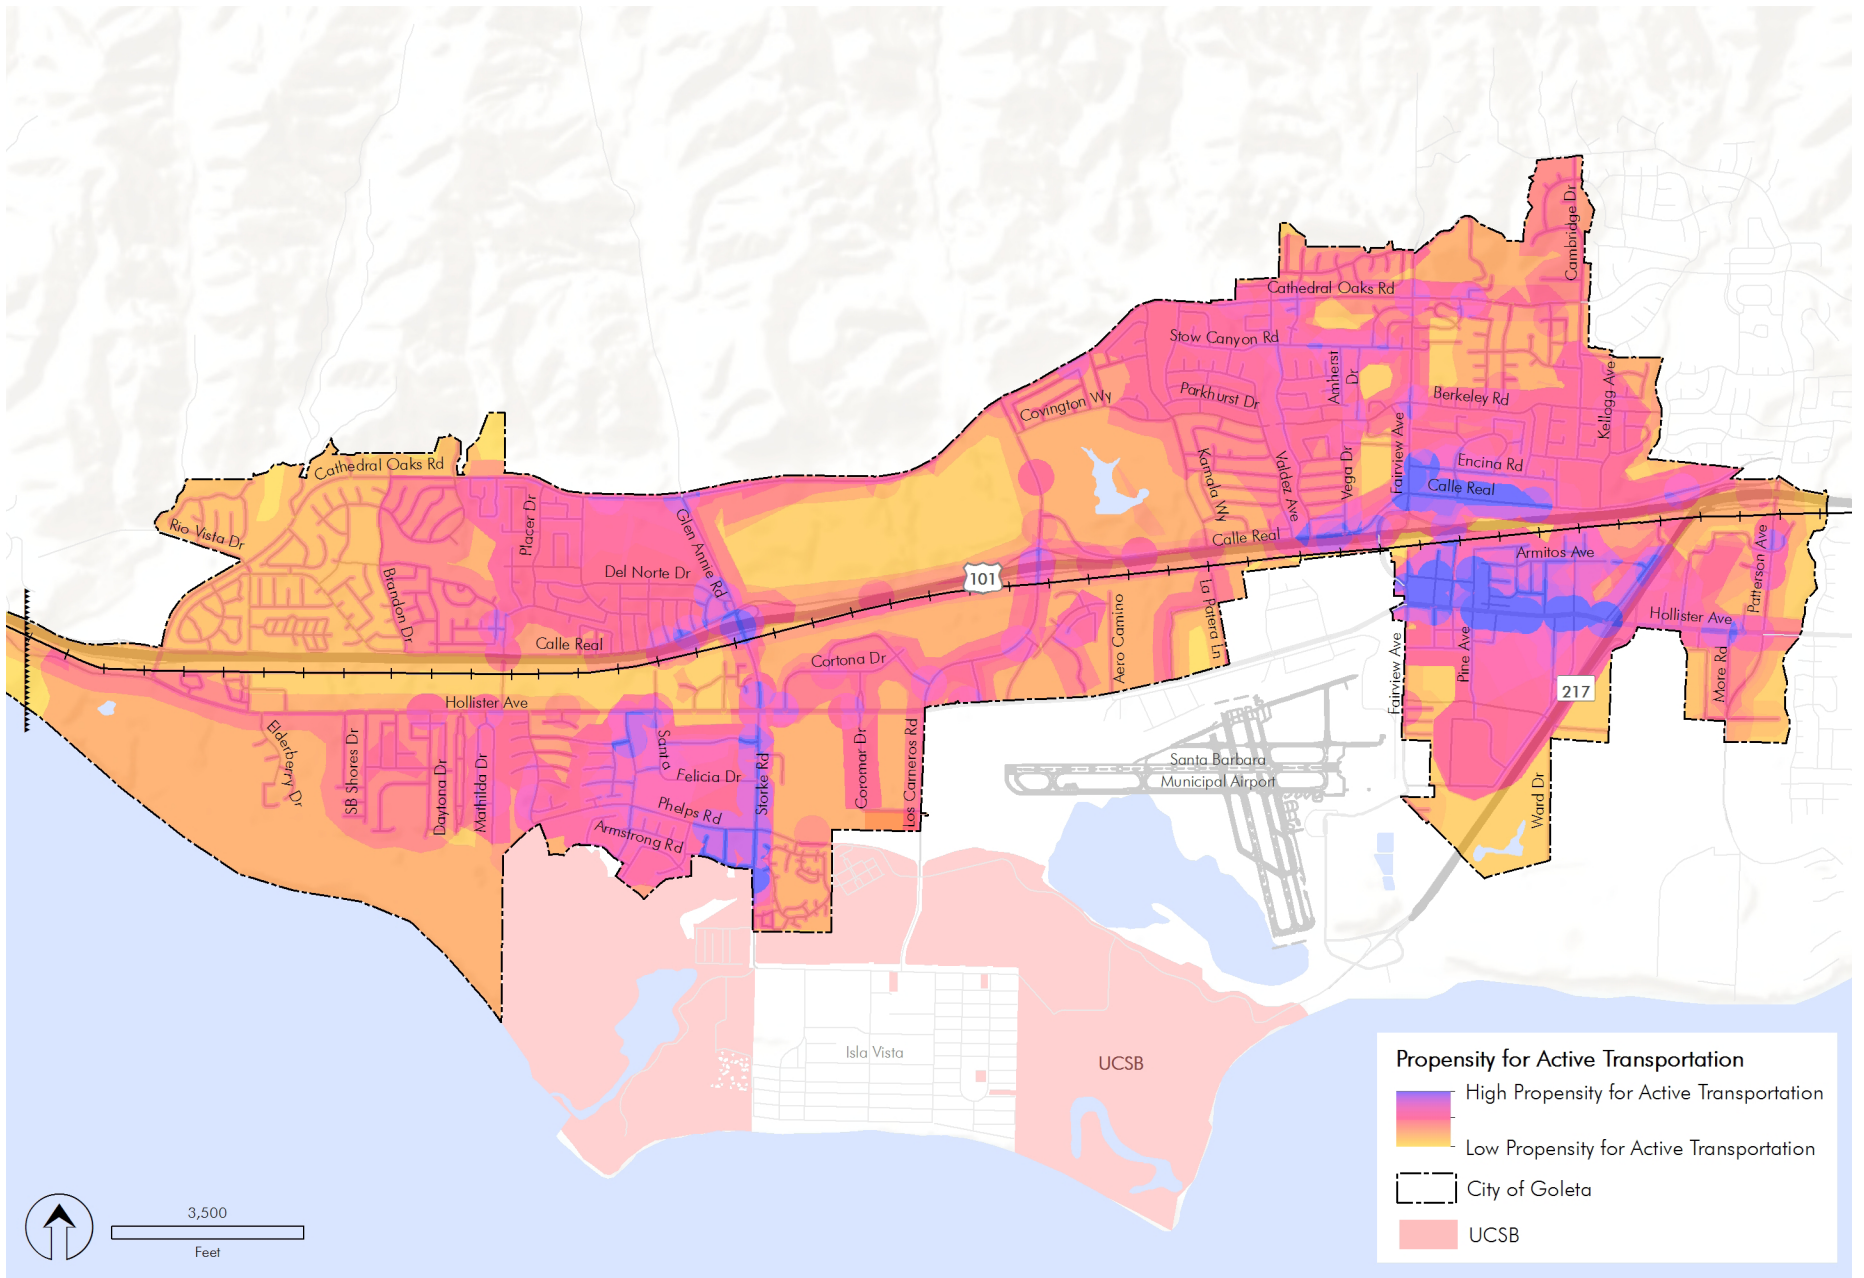 Cambridge Dr
Cathedral Oaks Rd
Stow Canyon Rd
Amherst
Dr
Parkhurst Dr
Covington Wy
Berkeley Rd
Kellogg Ave
Fairview Ave
Vega Dr
Valdez Ave
Kamala Wy
Encina Rd
Calle Real
Calle Real
Cathedral Oaks Rd
Placer Dr
Glen Annie Rd
Rio Vista Dr
Brandon Dr
Del Norte Dr
Calle Real
101
Armitos Ave
Patterson Ave
Hollister Ave
La Patera Ln
Aero Camino
Cortona Dr
Fairview Ave
Pine Ave
More Rd
217
Hollister Ave
Elderberry Dr
SB Shores Dr
Daytona Dr
Mathilda Dr
Santa
Felicia Dr
Storke Rd
Phelps Rd
Armstrong Rd
Coromar Dr
Los Carneros Rd
Santa Barbara
Municipal Airport
Ward Dr
Isla Vista
UCSB
Propensity for Active Transportation
High Propensity for Active Transportation
Low Propensity for Active Transportation
City of Goleta
UCSB
3,500
Feet